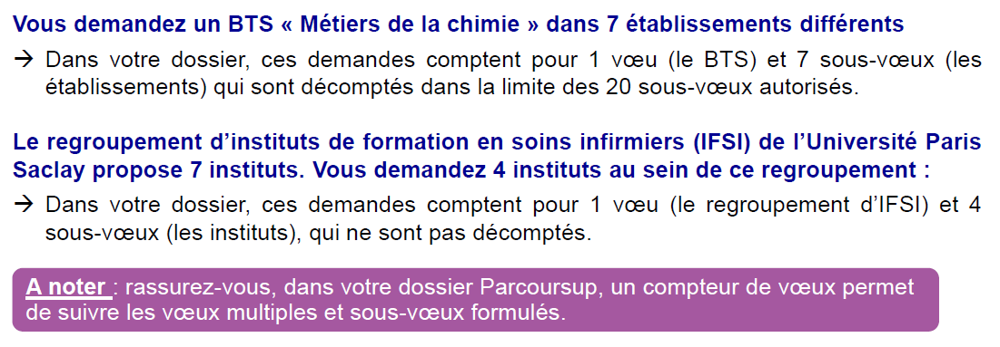 Vous demandez un BTS « Métiers de la chimie » dans 7 établissements différents
→ Dans votre dossier, ces demandes comptent pour 1 vœu (le BTS) et 7 sous-vœux (les
établissements) qui sont décomptés dans la limite des 20 sous-vœux autorisés.
Le regroupement d’instituts de formation en soins infirmiers (IFSI) de l’Université Paris
Saclay propose 7 instituts. Vous demandez 4 instituts au sein de ce regroupement :
→ Dans votre dossier, ces demandes comptent pour 1 vœu (le regroupement d’IFSI) et 4
sous-vœux (les instituts), qui ne sont pas décomptés.
A noter : rassurez-vous, dans votre dossier Parcoursup, un compteur de vœux permet
de suivre les vœux multiples et sous-vœux formulés.